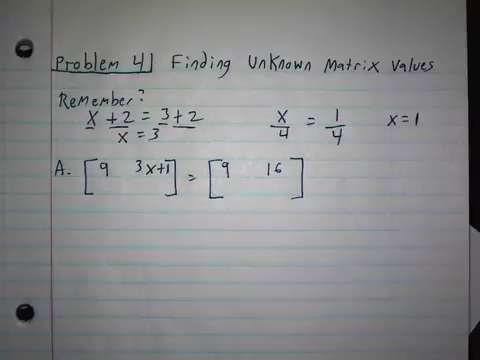 Problem 4| Finding Unknown Matrix Values
Remember?
x + 2 = 3 + 2 x/4 = 1/4 x = 1
x = 3
A. [9 3x+1] = [9 16]